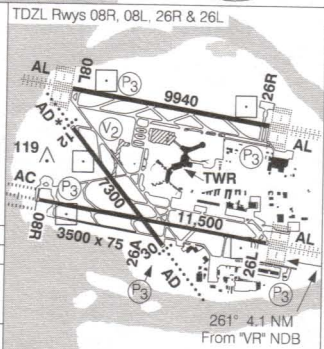 TDZL Rwys 08R, 08L, 26R & 26L
AL
08L
P3
9940
26R
AL
P3
AD
12
V2
119
7300
TWR
AC
P3
08R
11,500
AL
3500 x 75
26A
30
26L
P3
AD
P3
261° 4.1 NM
From "VR" NDB